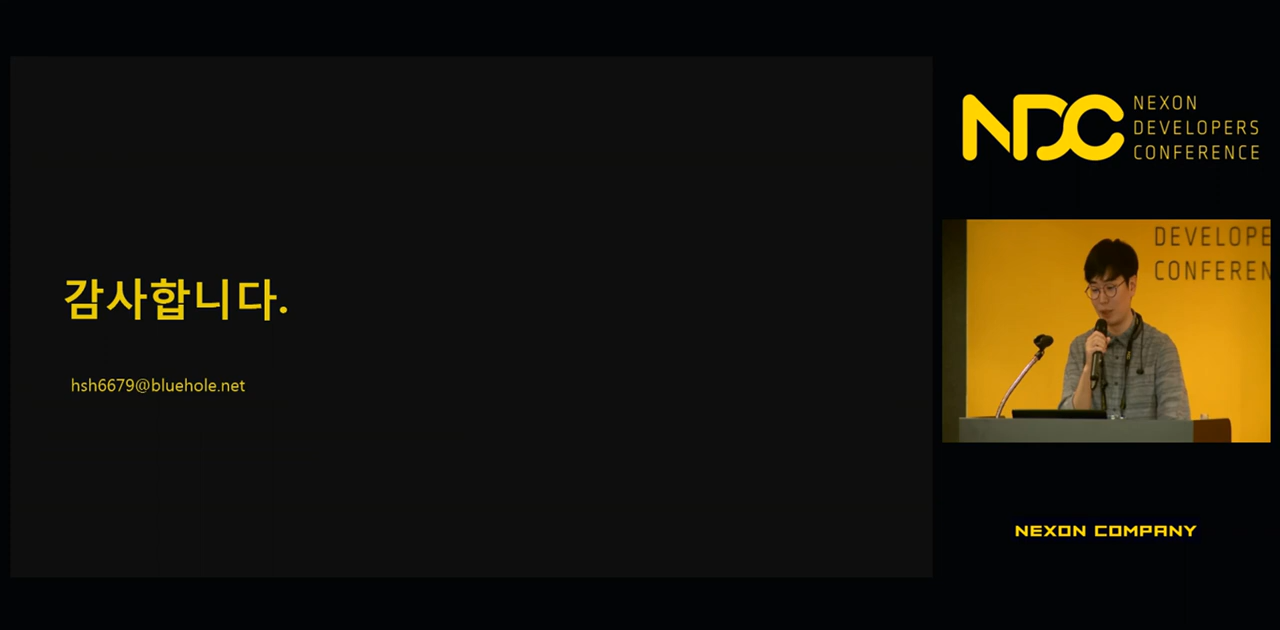 감사합니다.
hsh6679@bluehole.net
NDC
NEXON
DEVELOPERS
CONFERENCE
DEVELOPE
CONFEREN
NEXON COMPANY